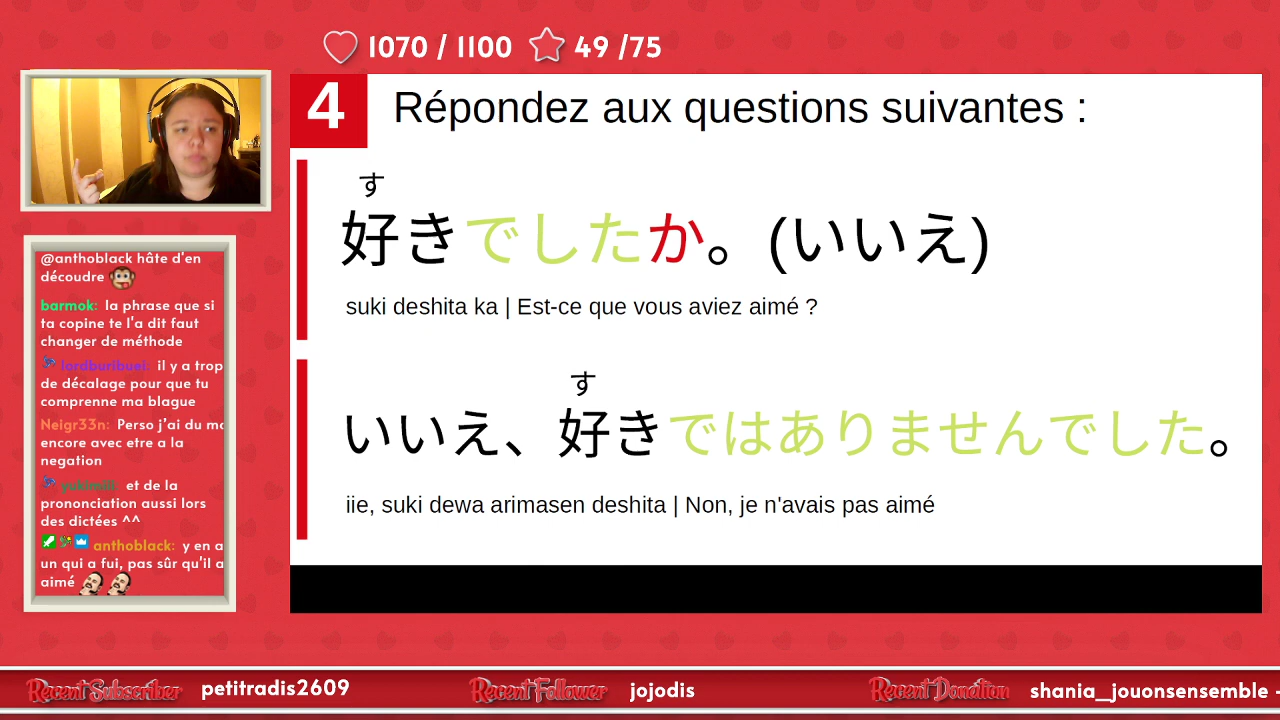 1070 / 1100 49 /75
4 Répondez aux questions suivantes :
す
好きでしたか。(いいえ)
suki deshita ka | Est-ce que vous aviez aimé ?
す
いいえ、好きではありませんでした。
iie, suki dewa arimasen deshita | Non, je n'avais pas aimé
@anthoblack hâte d'en
découdre
barmok: la phrase que si
ta copine te l'a dit faut
changer de méthode
lordburibuei: il y a trop
de décalage pour que tu
comprenne ma blague
Neigr33n: Perso j'ai du
encore avec etre a la
negation
et de la
prononciation aussi lors
des dictées ^^
anthoblack: y en a
un qui a fui, pas sûr qu'il a
aimé
Recent Subscriber petitradis2609 Recent Follower jojodis Recent Donation shania_jouonsensemble -